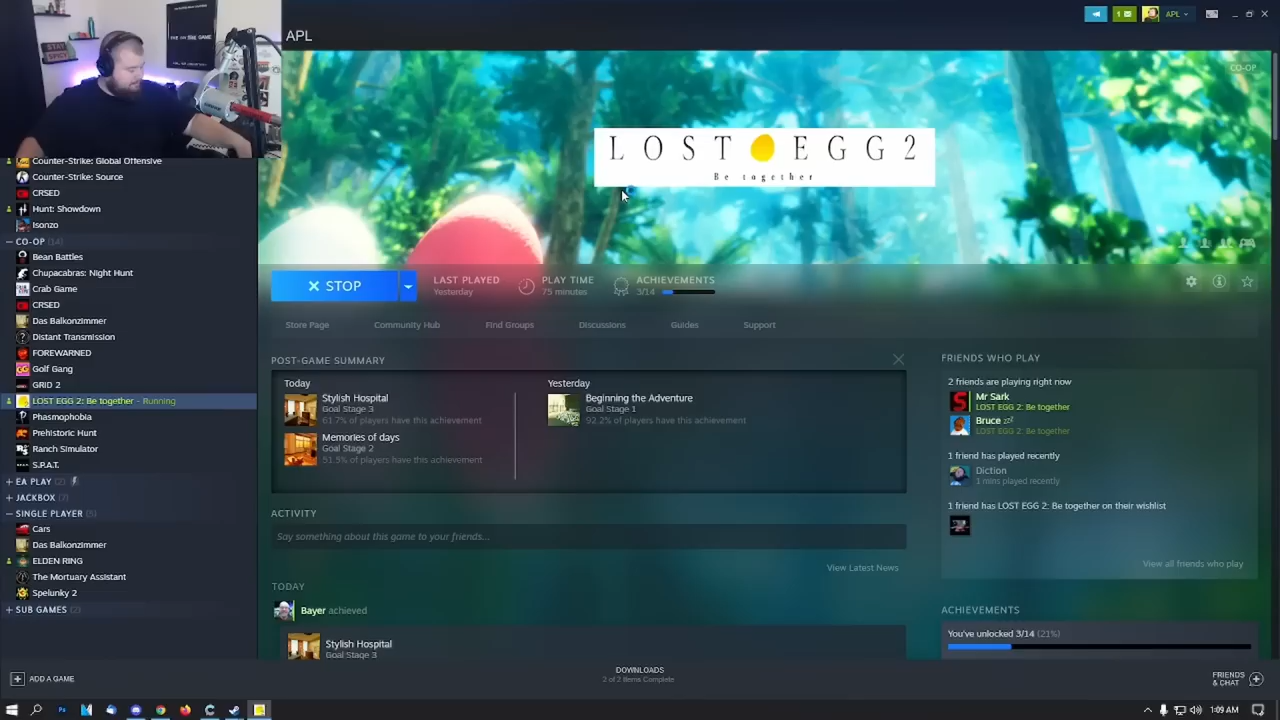 APL
APL
CO-OP
LOST EGG 2
Be together
Counter-Strike: Global Offensive
Counter-Strike: Source
CRSED
Hunt: Showdown
Isonzo
CO-OP (14)
Bean Battles
Chupacabras: Night Hunt
Crab Game
CRSED
Das Balkonzimmer
Distant Transmission
FOREWARNED
Golf Gang
GRID 2
LOST EGG 2: Be together - Running
Phasmophobia
Prehistoric Hunt
Ranch Simulator
S.P.A.T.
EA PLAY (2)
JACKBOX (7)
SINGLE PLAYER (5)
Cars
Das Balkonzimmer
ELDEN RING
The Mortuary Assistant
Spelunky 2
SUB GAMES (2)
STOP
LAST PLAYED
Yesterday
PLAY TIME
75 minutes
ACHIEVEMENTS
3/14
Store Page
Community Hub
Find Groups
Discussions
Guides
Support
POST-GAME SUMMARY
Today
Stylish Hospital
Goal Stage 3
61.7% of players have this achievement
Memories of days
Goal Stage 2
51.5% of players have this achievement
Yesterday
Beginning the Adventure
Goal Stage 1
92.2% of players have this achievement
ACTIVITY
Say something about this game to your friends...
View Latest News
TODAY
Bayer achieved
Stylish Hospital
Goal Stage 3
FRIENDS WHO PLAY
2 friends are playing right now
Mr Sark
LOST EGG 2: Be together
Bruce zzz
LOST EGG 2: Be together
1 friend has played recently
Diction
1 mins played recently
1 friend has LOST EGG 2: Be together on their wishlist
View all friends who play
ACHIEVEMENTS
You've unlocked 3/14 (21%)
ADD A GAME
DOWNLOADS
2 of 2 Items Complete
FRIENDS
& CHAT
1:09 AM